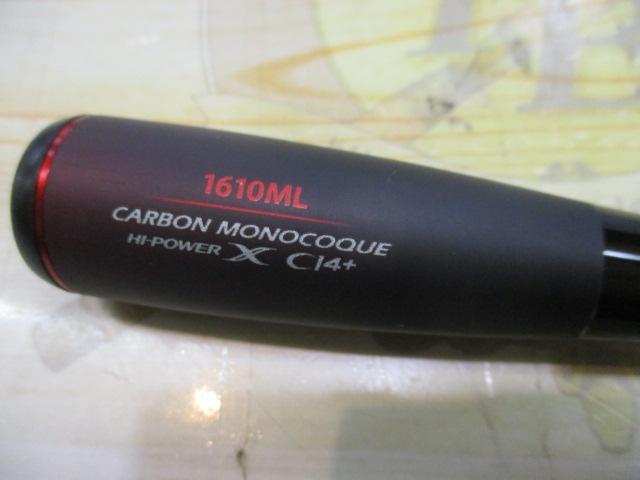 1610ML
CARBON MONOCOQUE
HI-POWER X CI4+